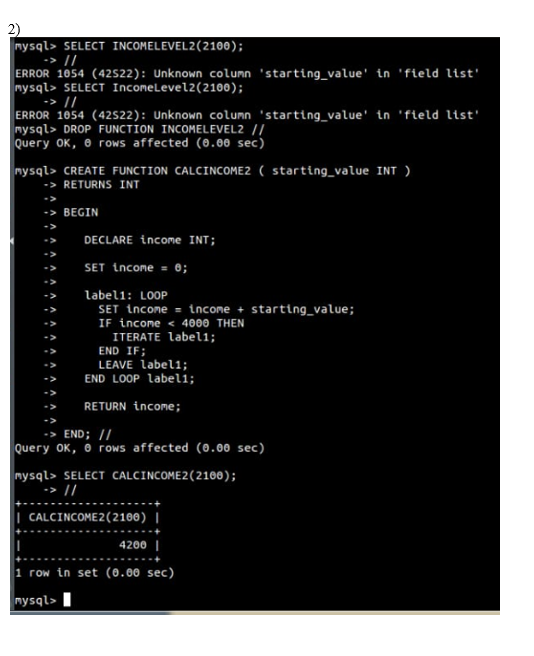 2)
mysql> SELECT INCOMELEVEL2(2100);
    -> //
ERROR 1054 (42S22): Unknown column 'starting_value' in 'field list'
mysql> SELECT IncomeLevel2(2100);
    -> //
ERROR 1054 (42S22): Unknown column 'starting_value' in 'field list'
mysql> DROP FUNCTION INCOMELEVEL2 //
Query OK, 0 rows affected (0.00 sec)

mysql> CREATE FUNCTION CALCINCOME2 ( starting_value INT )
    -> RETURNS INT
    ->
    -> BEGIN
    ->
    ->    DECLARE income INT;
    ->
    ->    SET income = 0;
    ->
    ->    label1: LOOP
    ->      SET income = income + starting_value;
    ->      IF income < 4000 THEN
    ->        ITERATE label1;
    ->      END IF;
    ->      LEAVE label1;
    ->    END LOOP label1;
    ->
    ->    RETURN income;
    ->
    -> END; //
Query OK, 0 rows affected (0.00 sec)

mysql> SELECT CALCINCOME2(2100);
    -> //
+-------------------+
| CALCINCOME2(2100) |
+-------------------+
|              4200 |
+-------------------+
1 row in set (0.00 sec)

mysql>